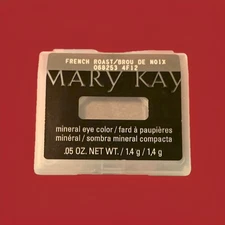 FRENCH ROAST/BROU DE NOIX
068253 4F12
MARY KAY
mineral eye color / fard à paupières
minéral / sombra mineral compacta
.05 OZ. NET WT. / 1.4 g / 1,4 g